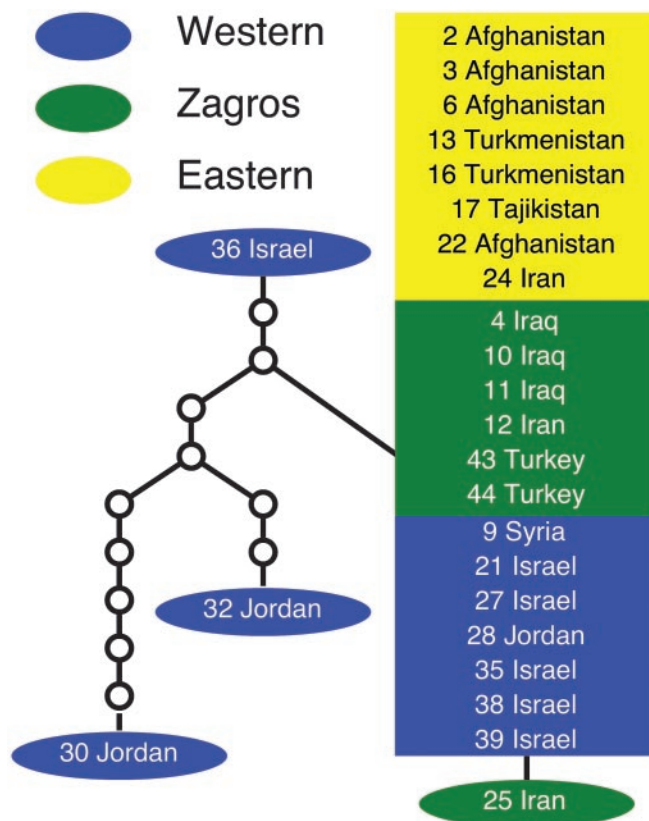 Western
Zagros
Eastern
2 Afghanistan
3 Afghanistan
6 Afghanistan
13 Turkmenistan
16 Turkmenistan
17 Tajikistan
22 Afghanistan
24 Iran
4 Iraq
10 Iraq
11 Iraq
12 Iran
43 Turkey
44 Turkey
9 Syria
21 Israel
27 Israel
28 Jordan
35 Israel
38 Israel
39 Israel
25 Iran
36 Israel
32 Jordan
30 Jordan